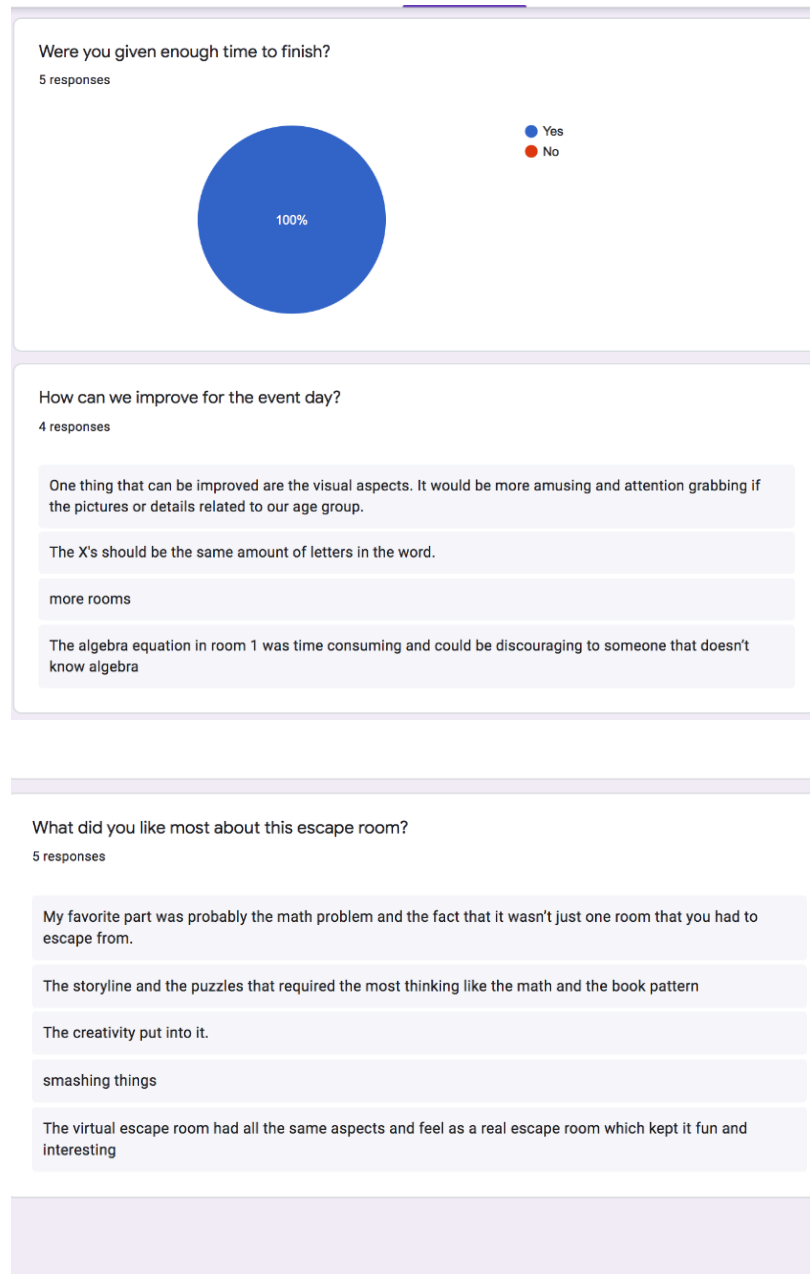 Were you given enough time to finish?
5 responses
Yes
No
100%
How can we improve for the event day?
4 responses
One thing that can be improved are the visual aspects. It would be more amusing and attention grabbing if
the pictures or details related to our age group.
The X's should be the same amount of letters in the word.
more rooms
The algebra equation in room 1 was time consuming and could be discouraging to someone that doesn’t
know algebra
What did you like most about this escape room?
5 responses
My favorite part was probably the math problem and the fact that it wasn’t just one room that you had to
escape from.
The storyline and the puzzles that required the most thinking like the math and the book pattern
The creativity put into it.
smashing things
The virtual escape room had all the same aspects and feel as a real escape room which kept it fun and
interesting